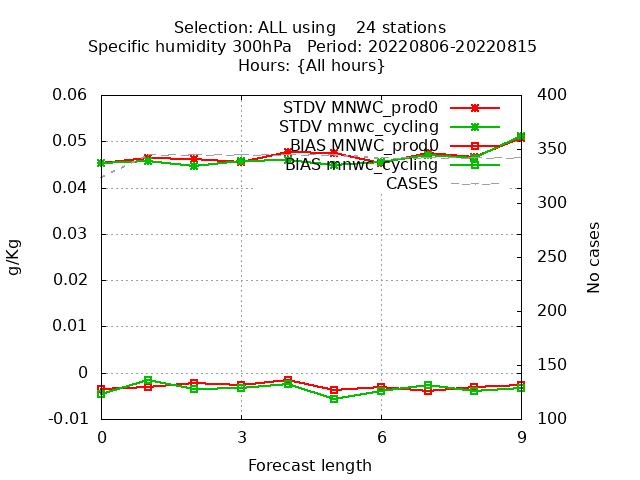 Selection: ALL using    24 stations
Specific humidity 300hPa   Period: 20220806-20220815
Hours: {All hours}
STDV MNWC_prod0
STDV mnwc_cycling
BIAS MNWC_prod0
BIAS mnwc_cycling
CASES
0.06
0.05
0.04
0.03
0.02
0.01
0
-0.01
g/Kg
400
350
300
250
200
150
100
No cases
0 3 6 9
Forecast length